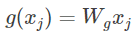 g(x_j) = W_g x_j